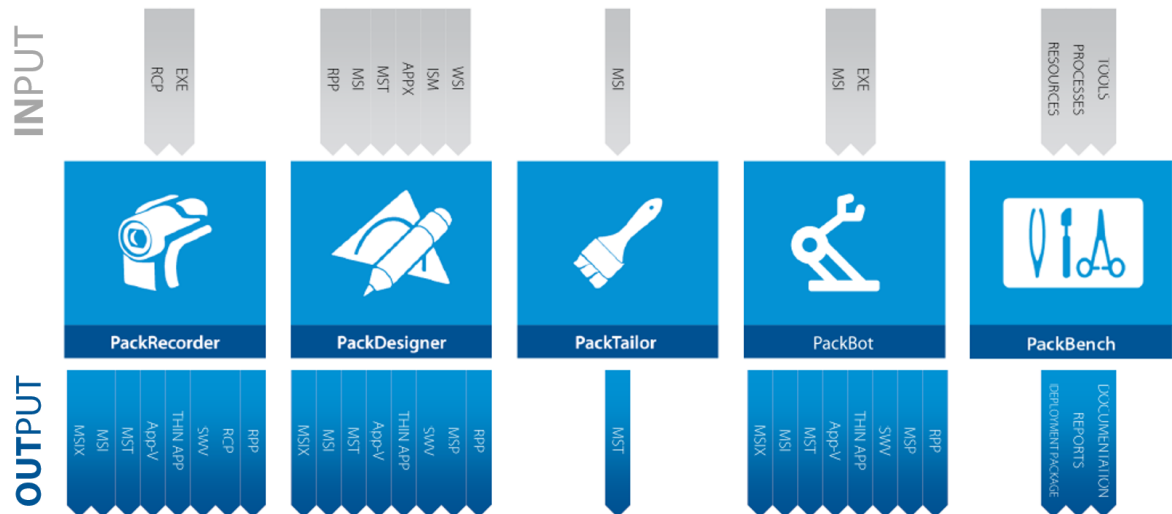 INPUT
RCP
EXE
RPP
MSI
MST
APPX
ISM
WSI
MSI
MSI
EXE
RESOURCES
PROCESSES
TOOLS
PackRecorder
PackDesigner
PackTailor
PackBot
PackBench
OUTPUT
MSIX
MSI
MST
App-V
THIN APP
SWV
RCP
RPP
MSIX
MSI
MST
App-V
THIN APP
SWV
MSP
RPP
MST
MSIX
MSI
MST
App-V
THIN APP
SWV
MSP
RPP
(DEPLOYMENT PACKAGE
REPORTS
DOCUMENTATION